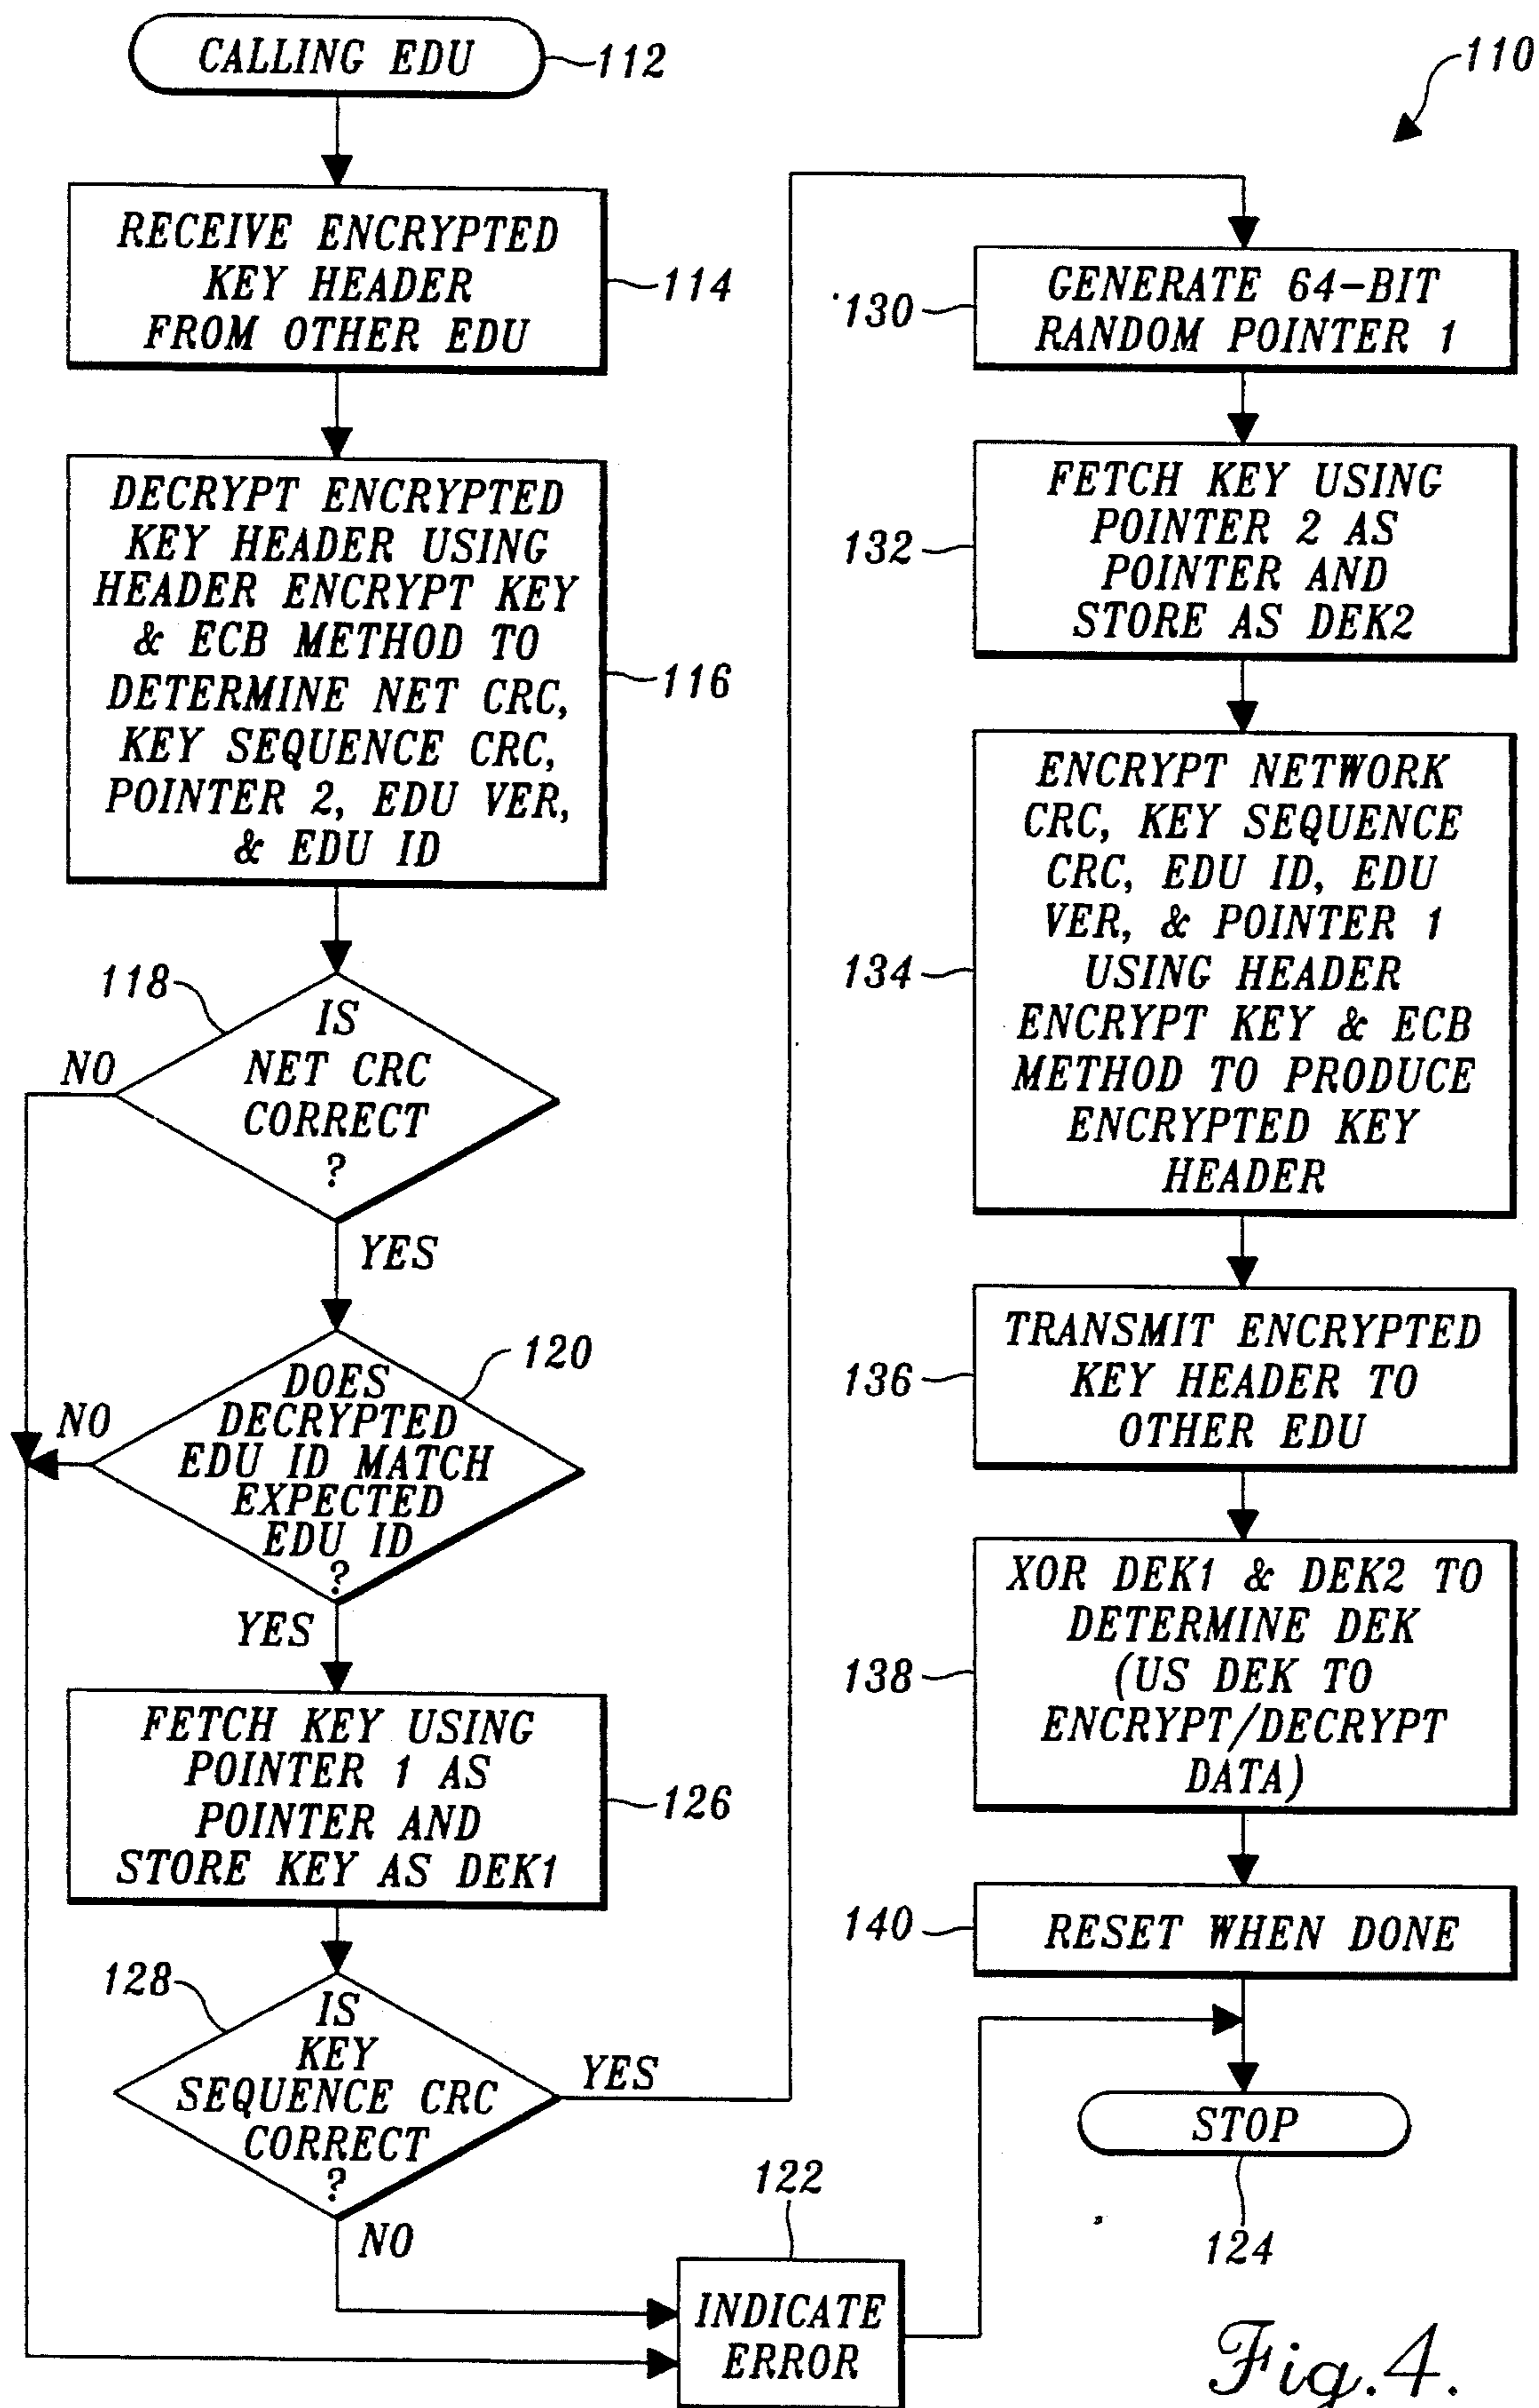 CALLING EDU
112
110
RECEIVE ENCRYPTED
KEY HEADER
FROM OTHER EDU
114
DECRYPT ENCRYPTED
KEY HEADER USING
HEADER ENCRYPT KEY
& ECB METHOD TO
DETERMINE NET CRC,
KEY SEQUENCE CRC,
POINTER 2, EDU VER,
& EDU ID
116
118
IS
NET CRC
CORRECT
?
NO
YES
120
DOES
DECRYPTED
EDU ID MATCH
EXPECTED
EDU ID
?
NO
YES
FETCH KEY USING
POINTER 1 AS
POINTER AND
STORE KEY AS DEK1
126
128
IS
KEY
SEQUENCE CRC
CORRECT
?
YES
NO
122
INDICATE
ERROR
GENERATE 64-BIT
RANDOM POINTER 1
130
FETCH KEY USING
POINTER 2 AS
POINTER AND
STORE AS DEK2
132
ENCRYPT NETWORK
CRC, KEY SEQUENCE
CRC, EDU ID, EDU
VER, & POINTER 1
USING HEADER
ENCRYPT KEY & ECB
METHOD TO PRODUCE
ENCRYPTED KEY
HEADER
134
TRANSMIT ENCRYPTED
KEY HEADER TO
OTHER EDU
136
XOR DEK1 & DEK2 TO
DETERMINE DEK
(US DEK TO
ENCRYPT/DECRYPT
DATA)
138
RESET WHEN DONE
140
STOP
124
Fig.4.